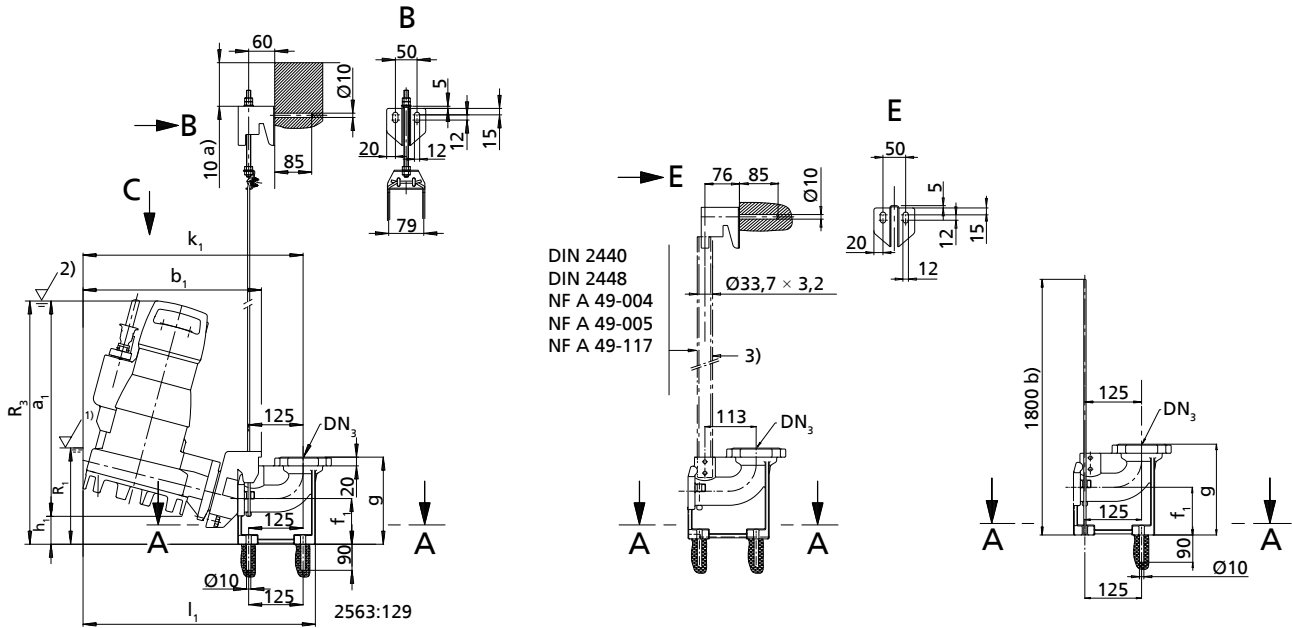 B
60
50
Ø10
5
B
10 a)
85
20
12
12
15
79
C
k1
b1
2)
R3
a1
1)
R1
h1
125
DN3
20
g
f1
125
A
A
90
Ø10
125
l1
2563:129
E
E
76
85
Ø10
50
5
20
12
15
12
DIN 2440
DIN 2448
NF A 49-004
NF A 49-005
NF A 49-117
Ø33,7 × 3,2
3)
113
DN3
A
A
1800 b)
125
DN3
g
f1
125
A
A
90
Ø10
125